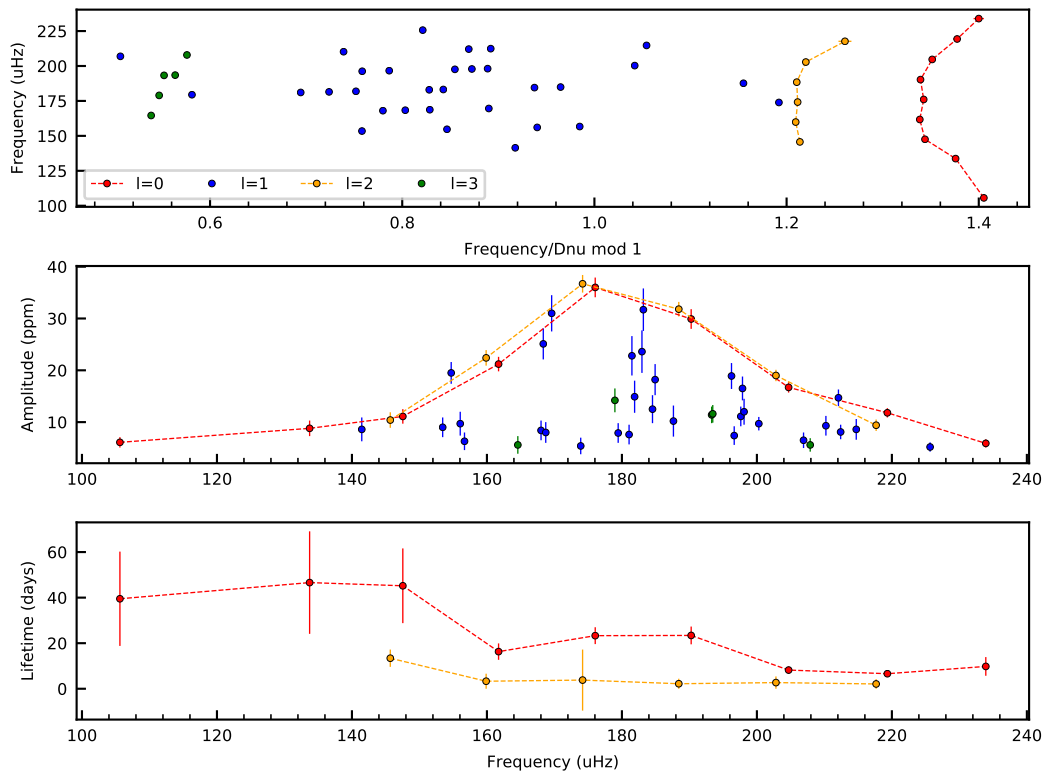 Frequency (uHz)
225
200
175
150
125
100
l=0 l=1 l=2 l=3
0.6 0.8 1.0 1.2 1.4
Frequency/Dnu mod 1
Amplitude (ppm)
40
30
20
10
100 120 140 160 180 200 220 240
Lifetime (days)
60
40
20
0
100 120 140 160 180 200 220 240
Frequency (uHz)